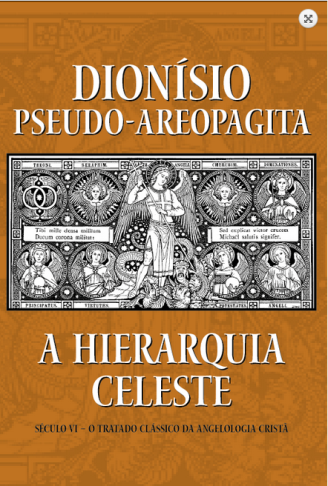 DIONÍSIO
PSEUDO-AREOPAGITA
THRONI. SERAPHIM. CHERUBIM. DOMINATIONES.
Tibi mille densa millium
Ducum corona militat:
Sed explicat victor crucem
Michael salutis signifer.
PRINCIPATUS. VIRTUTES. POTESTATES. ANGELI
A HIERARQUIA
CELESTE
SÉCULO VI – O TRATADO CLÁSSICO DA ANGELOLOGIA CRISTÃ